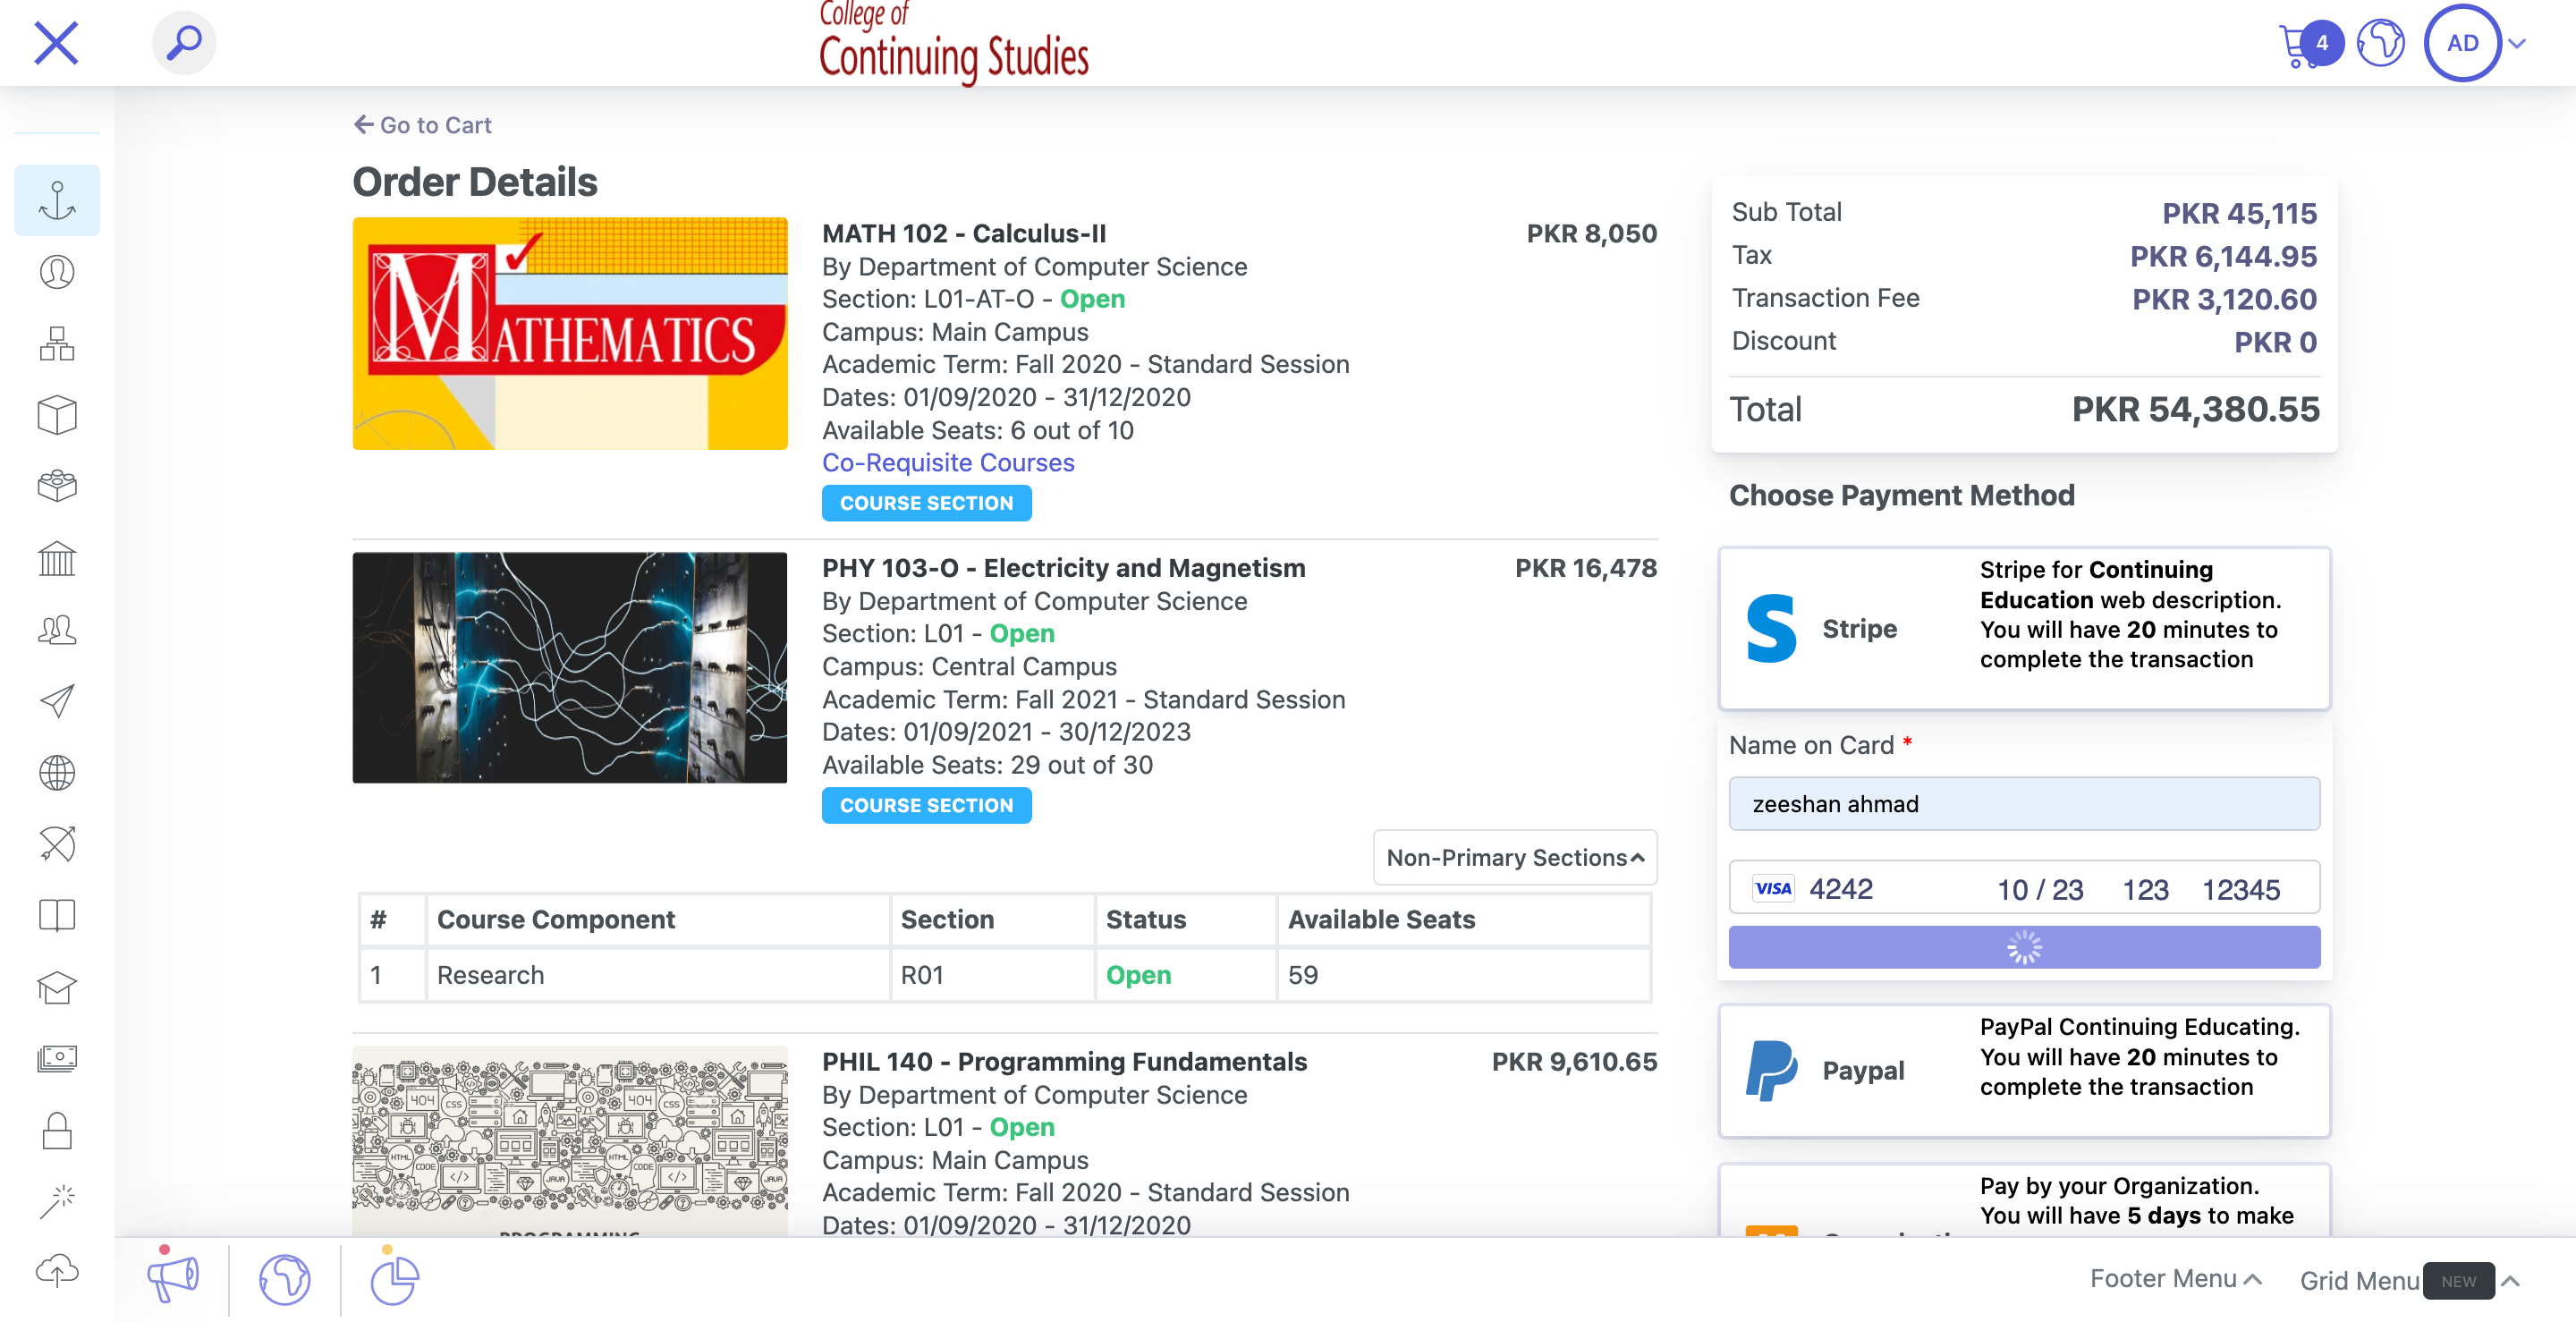 College of
Continuing Studies
4
AD
Go to Cart
Order Details
MATHEMATICS
MATH 102 - Calculus-II
PKR 8,050
By Department of Computer Science
Section: L01-AT-O - Open
Campus: Main Campus
Academic Term: Fall 2020 - Standard Session
Dates: 01/09/2020 - 31/12/2020
Available Seats: 6 out of 10
Co-Requisite Courses
COURSE SECTION
PHY 103-O - Electricity and Magnetism
PKR 16,478
By Department of Computer Science
Section: L01 - Open
Campus: Central Campus
Academic Term: Fall 2021 - Standard Session
Dates: 01/09/2021 - 30/12/2023
Available Seats: 29 out of 30
COURSE SECTION
Non-Primary Sections
# Course Component Section Status Available Seats
1 Research R01 Open 59
PHIL 140 - Programming Fundamentals
PKR 9,610.65
By Department of Computer Science
Section: L01 - Open
Campus: Main Campus
Academic Term: Fall 2020 - Standard Session
Dates: 01/09/2020 - 31/12/2020
404 CSS 404 CSS
HTML CODE </> JAVA HTML CODE </> JAVA
PROGRAMMING
Sub Total PKR 45,115
Tax PKR 6,144.95
Transaction Fee PKR 3,120.60
Discount PKR 0
Total PKR 54,380.55
Choose Payment Method
Stripe
Stripe for Continuing
Education web description.
You will have 20 minutes to
complete the transaction
Name on Card *
zeeshan ahmad
VISA 4242 10 / 23 123 12345
Paypal
PayPal Continuing Educating.
You will have 20 minutes to
complete the transaction
Pay by your Organization.
You will have 5 days to make
Footer Menu
Grid Menu NEW